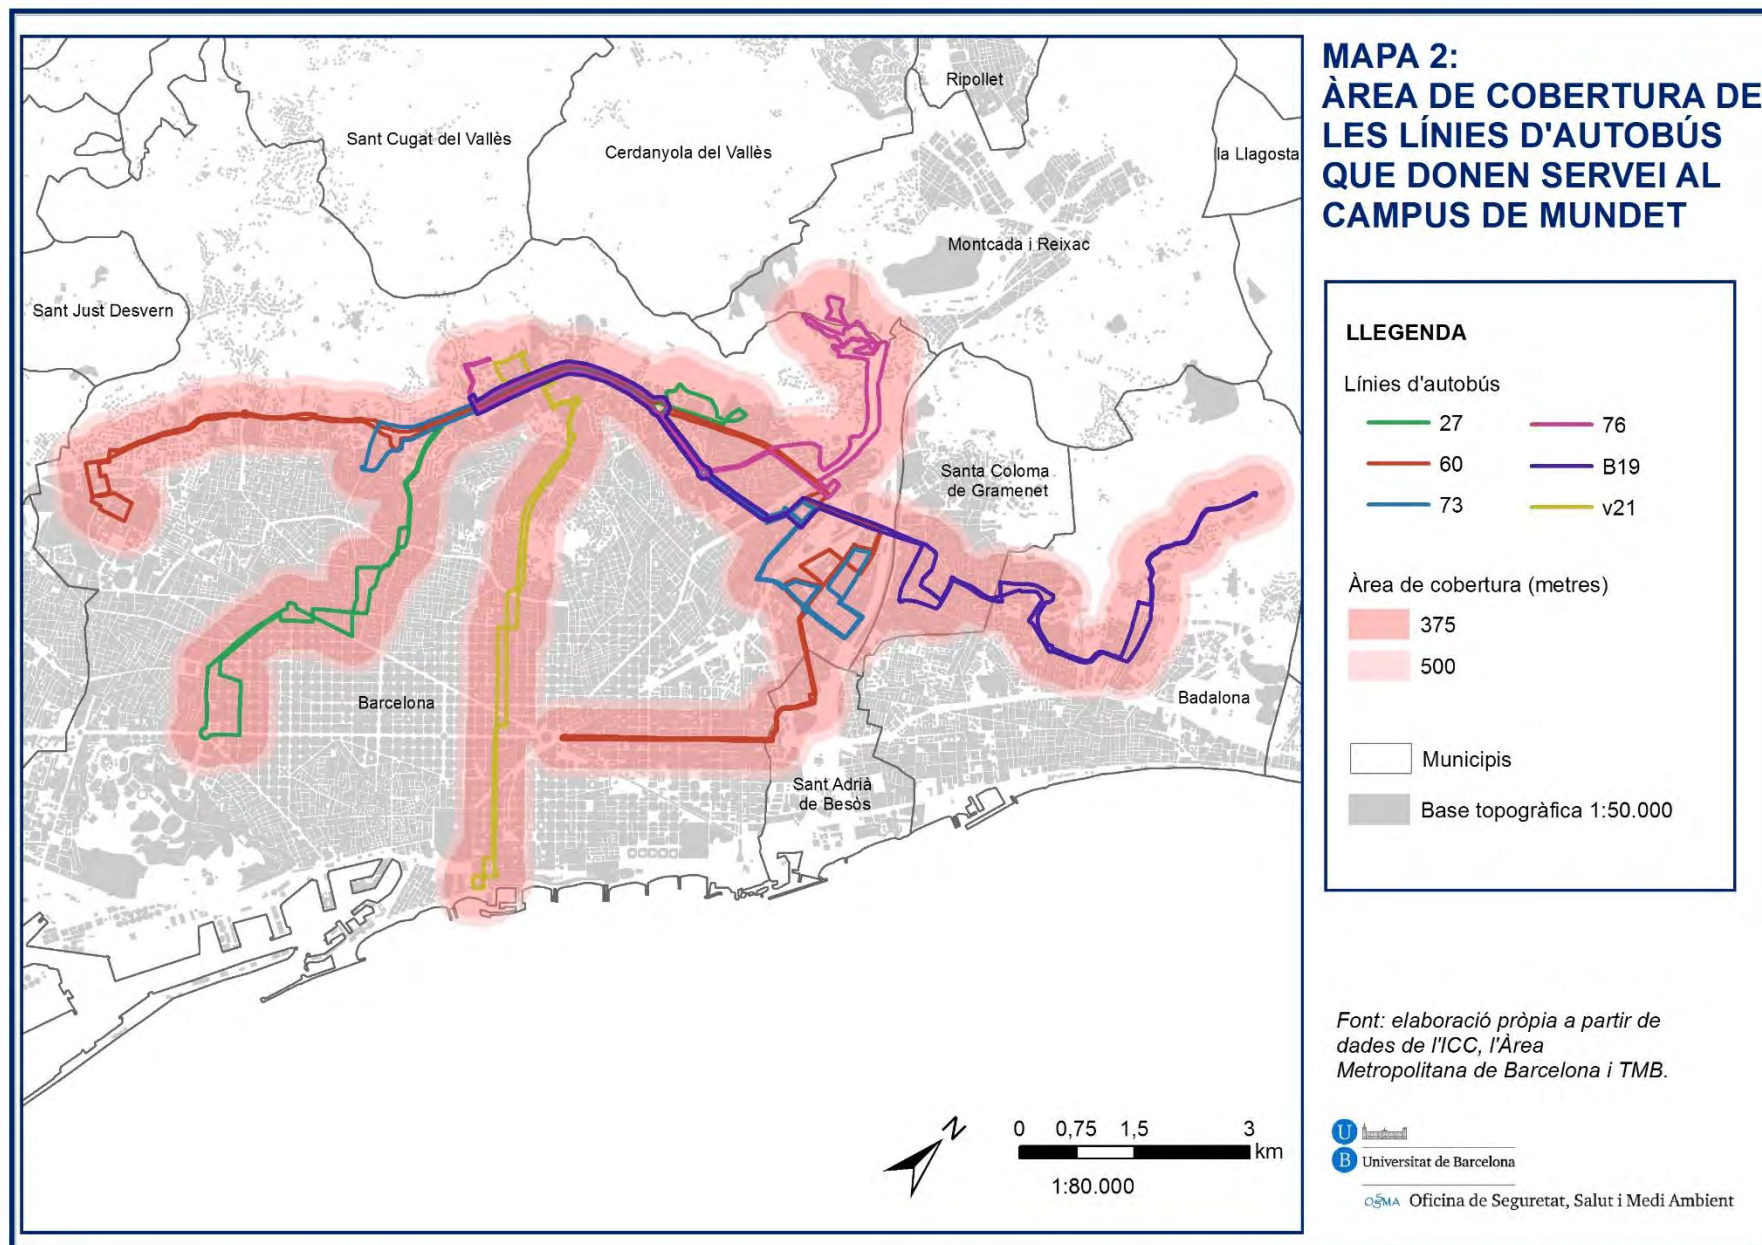 MAPA 2:
ÀREA DE COBERTURA DE
LES LÍNIES D'AUTOBÚS
QUE DONEN SERVEI AL
CAMPUS DE MUNDET
Ripollet
Sant Cugat del Vallès
Cerdanyola del Vallès
la Llagosta
Montcada i Reixac
Sant Just Desvern
Santa Coloma
de Gramenet
Barcelona
Badalona
Sant Adrià
de Besòs
LLEGENDA
Línies d'autobús
27
76
60
B19
73
v21
Àrea de cobertura (metres)
375
500
Municipis
Base topogràfica 1:50.000
N
0 0,75 1,5 3
km
1:80.000
Font: elaboració pròpia a partir de
dades de l'ICC, l'Àrea
Metropolitana de Barcelona i TMB.
U
B Universitat de Barcelona
OSSMA Oficina de Seguretat, Salut i Medi Ambient